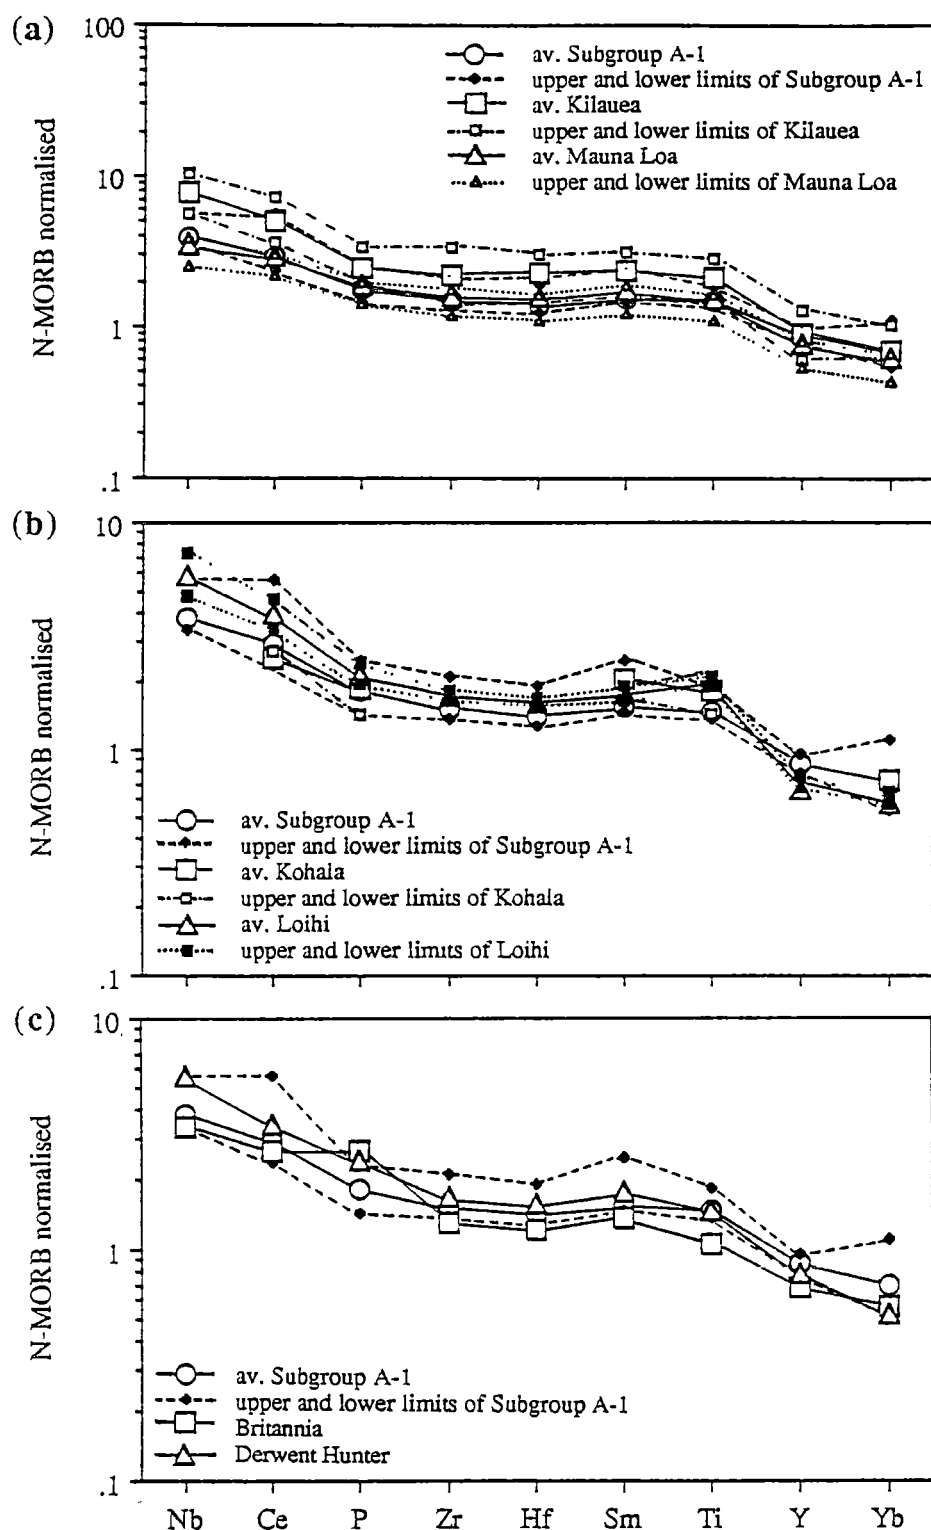 (a)
100
10
1
.1
N-MORB normalised
av. Subgroup A-1
upper and lower limits of Subgroup A-1
av. Kilauea
upper and lower limits of Kilauea
av. Mauna Loa
upper and lower limits of Mauna Loa
(b)
10
1
.1
N-MORB normalised
av. Subgroup A-1
upper and lower limits of Subgroup A-1
av. Kohala
upper and lower limits of Kohala
av. Loihi
upper and lower limits of Loihi
(c)
10
1
.1
N-MORB normalised
av. Subgroup A-1
upper and lower limits of Subgroup A-1
Britannia
Derwent Hunter
Nb Ce P Zr Hf Sm Ti Y Yb